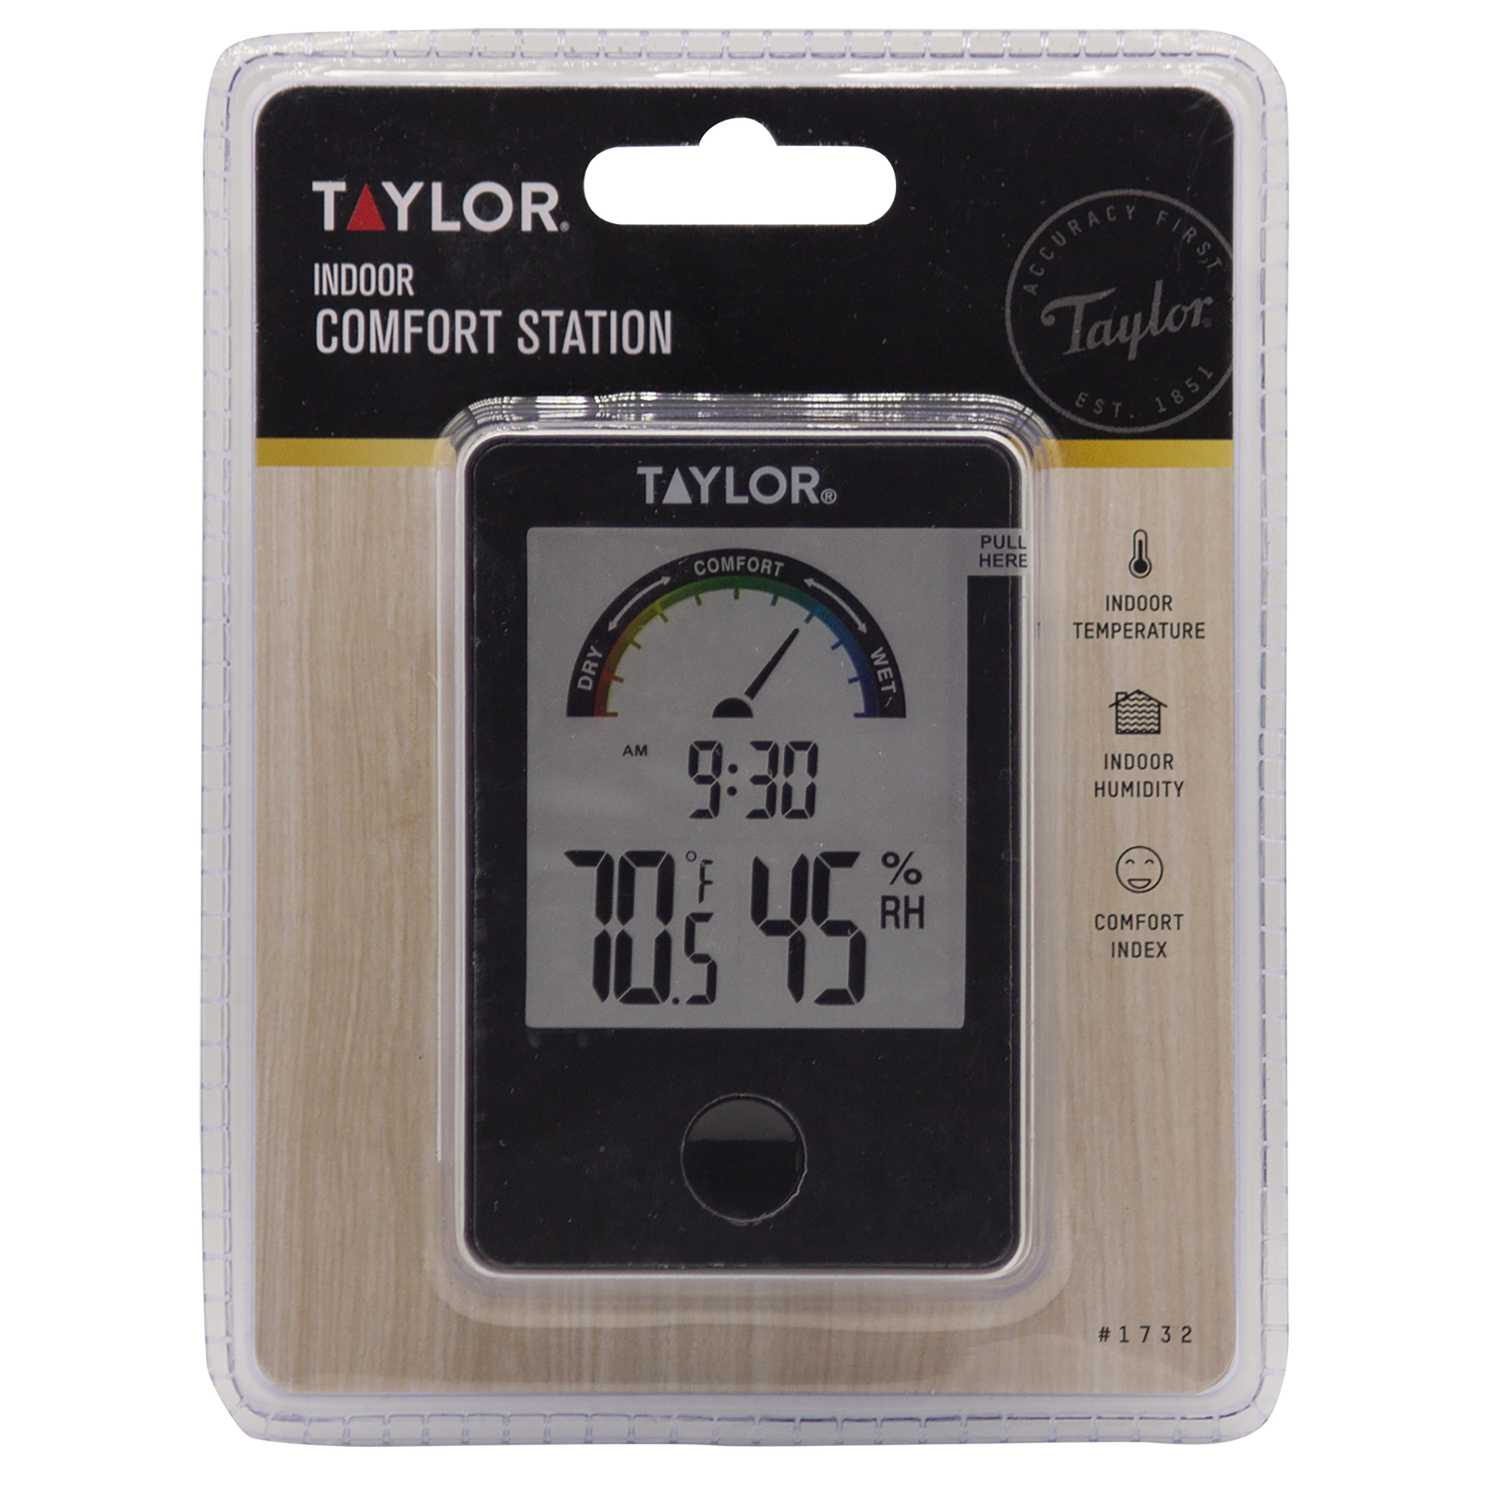 TAYLOR®
INDOOR
COMFORT STATION
ACCURACY FIRST
Taylor®
EST. 1851
TAYLOR®
PULL
HERE
COMFORT
DRY
WET
AM
9:30
70.5 °F 45 % RH
INDOOR
TEMPERATURE
INDOOR
HUMIDITY
COMFORT
INDEX
#1732